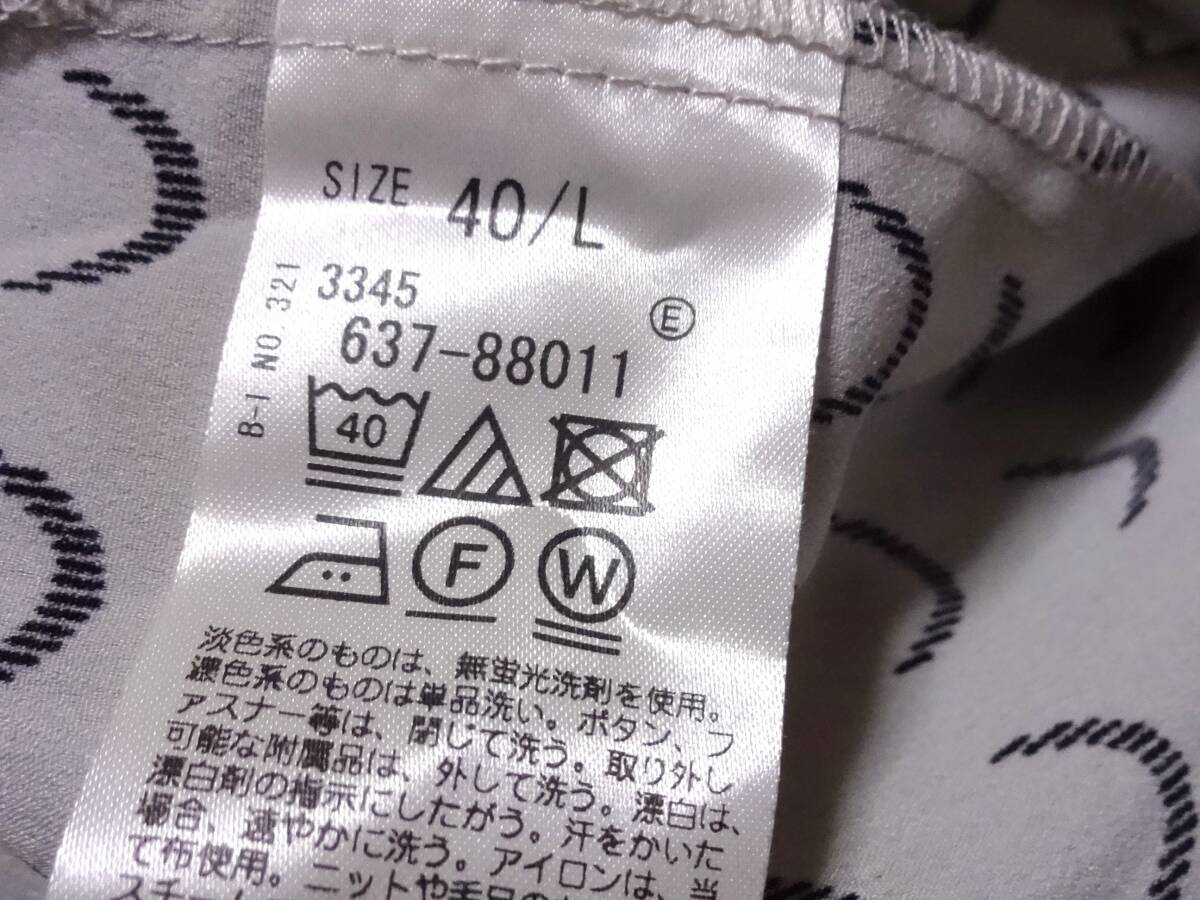 SIZE 40/L
B-1 NO.321
3345
Ⓔ
637-88011
40
F
W
淡色系のものは、無蛍光洗剤を使用。
濃色系のものは単品洗い。ボタン、フ
ァスナー等は、閉じて洗う。取り外し
可能な附属品は、外して洗う。漂白は、
漂白剤の指示にしたがう。汗をかいた
場合、速やかに洗う。アイロンは、当
て布使用。ニットや毛
スチ